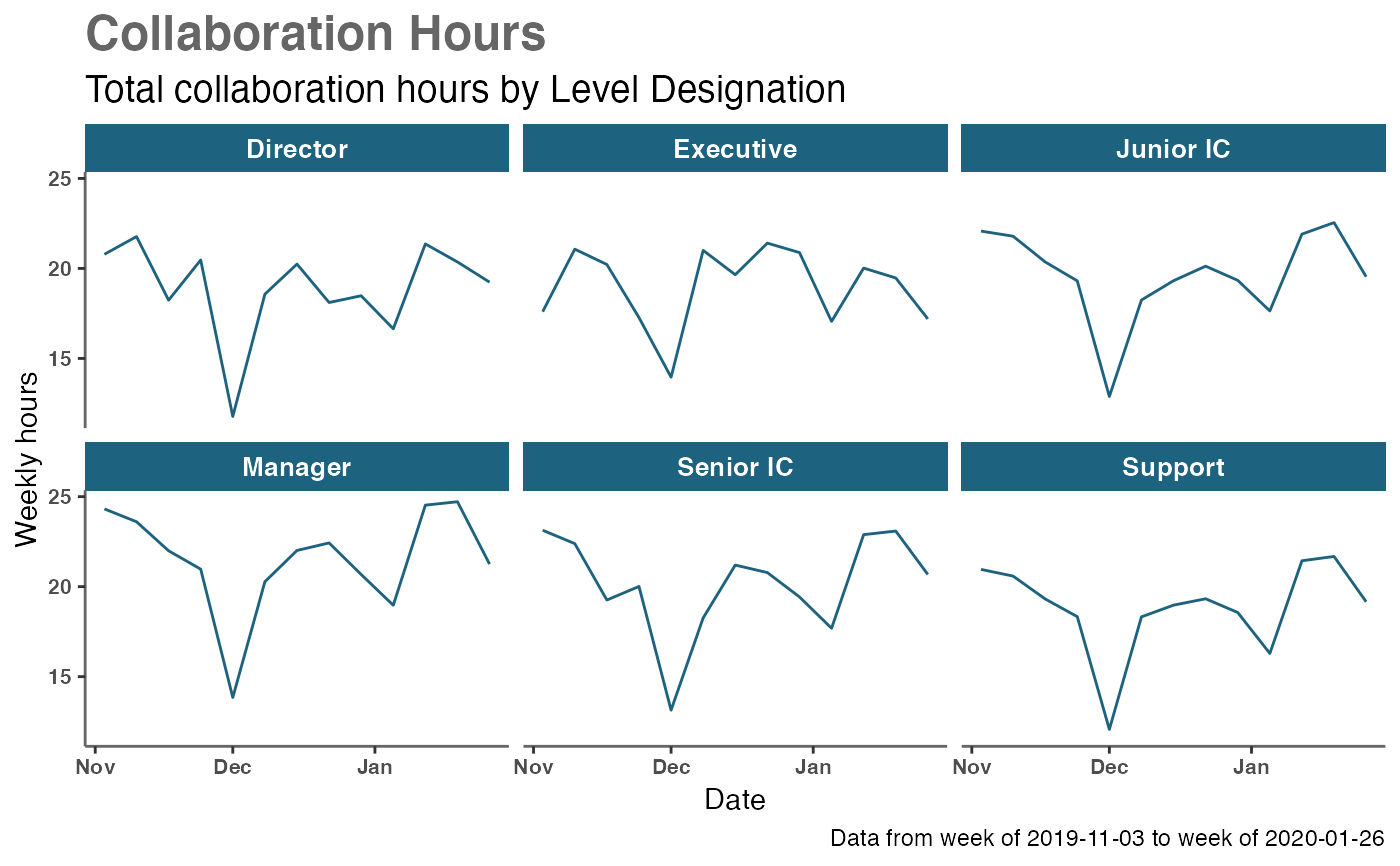 Collaboration Hours
Total collaboration hours by Level Designation
Director
Executive
Junior IC
25
20
15
Manager
Senior IC
Support
25
20
15
Weekly hours
Nov Dec Jan
Nov Dec Jan
Nov Dec Jan
Date
Data from week of 2019-11-03 to week of 2020-01-26